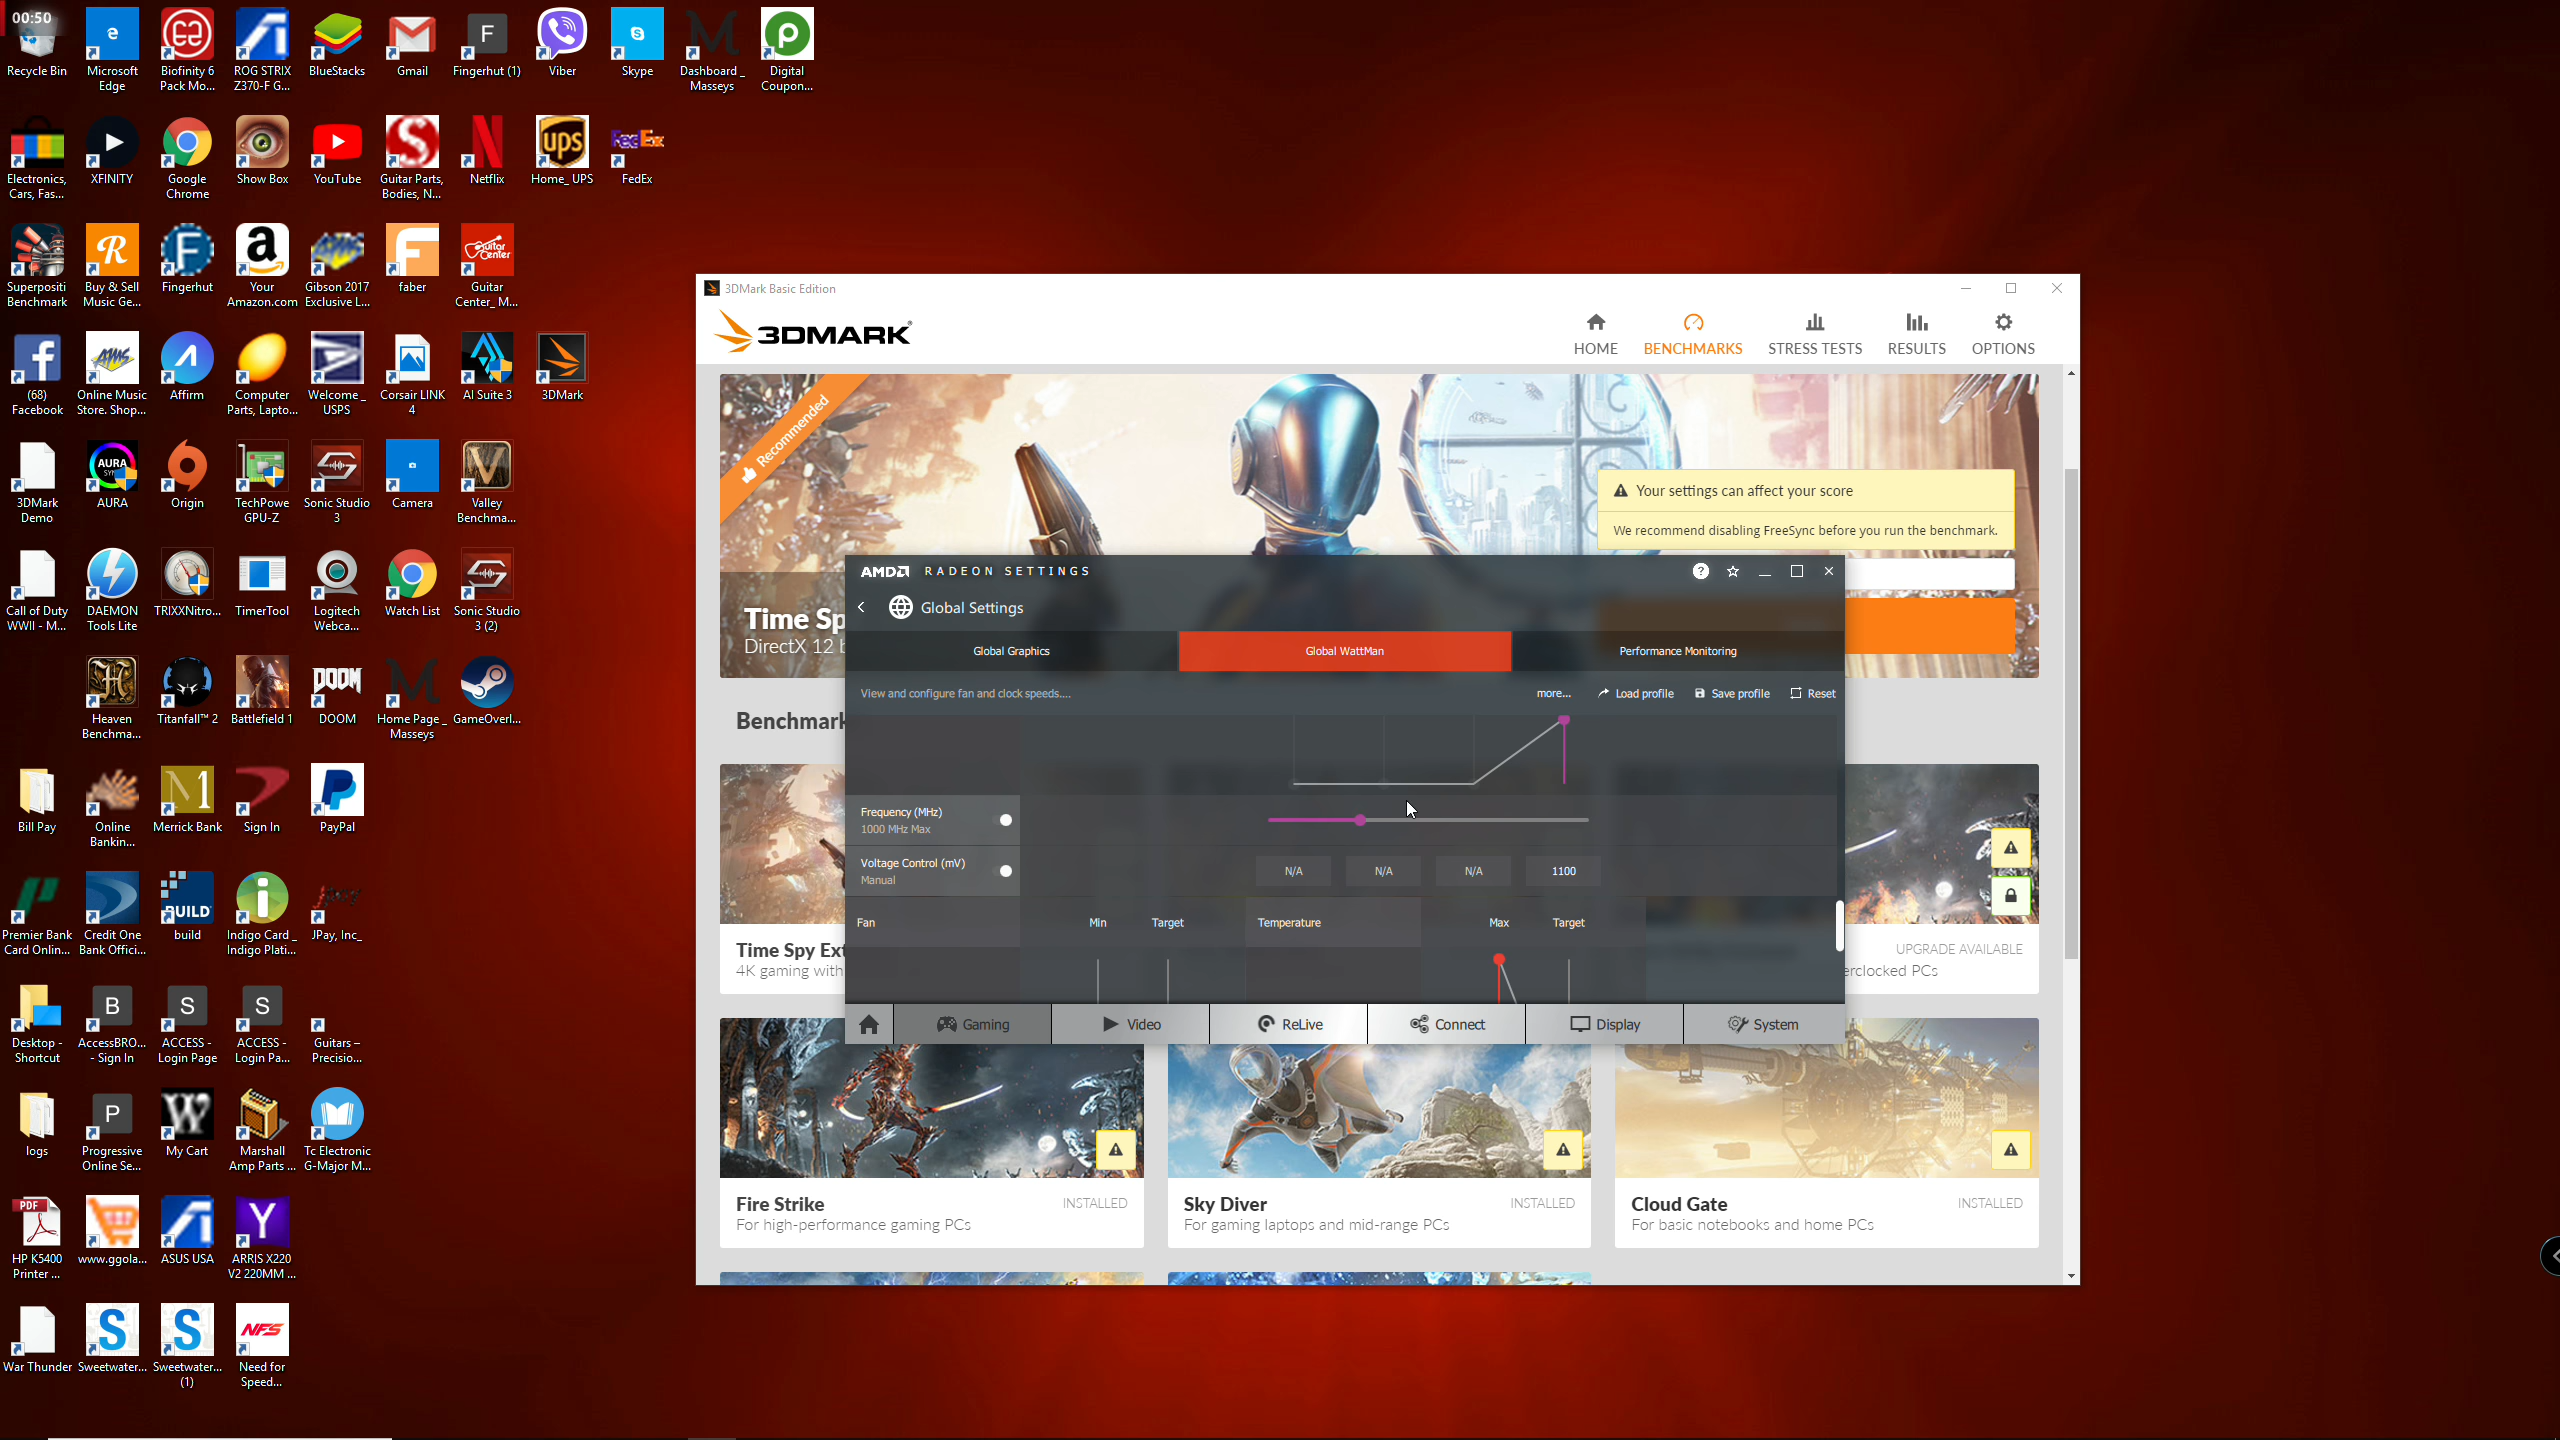 00:50
Recycle Bin
Microsoft
Edge
Biofinity 6
Pack Mo...
ROG STRIX
Z370-F G...
BlueStacks
Gmail
Fingerhut (1)
Viber
Skype
Dashboard _
Masseys
Digital
Coupon...
Electronics,
Cars, Fas...
XFINITY
Google
Chrome
Show Box
YouTube
Guitar Parts,
Bodies, N...
Netflix
Home_ UPS
FedEx
Superpositi
Benchmark
Buy & Sell
Music Ge...
Fingerhut
Your
Amazon.com
Gibson 2017
Exclusive L...
faber
Guitar
Center_ M...
(68)
Facebook
Online Music
Store. Shop...
Affirm
Computer
Parts, Lapto...
Welcome _
USPS
Corsair LINK
4
AI Suite 3
3DMark
3DMark
Demo
AURA
Origin
TechPowe
GPU-Z
Sonic Studio
3
Camera
Valley
Benchma...
Call of Duty
WWII - M...
DAEMON
Tools Lite
TRIXXNitro...
TimerTool
Logitech
Webca...
Watch List
Sonic Studio
3 (2)
Heaven
Benchma...
Titanfall™ 2
Battlefield 1
DOOM
Home Page _
Masseys
GameOverl...
Bill Pay
Online
Bankin...
Merrick Bank
Sign In
PayPal
Premier Bank
Card Onlin...
Credit One
Bank Offici...
build
Indigo Card _
Indigo Plati...
JPay, Inc_
Desktop -
Shortcut
AccessBRO...
- Sign In
ACCESS -
Login Page
ACCESS -
Login Pa...
Guitars –
Precisio...
logs
Progressive
Online Se...
My Cart
Marshall
Amp Parts ...
Tc Electronic
G-Major M...
HP K5400
Printer ...
www.ggola...
ASUS USA
ARRIS X220
V2 220MM ...
War Thunder
Sweetwater...
Sweetwater...
(1)
Need for
Speed...
3DMark Basic Edition
3DMARK
HOME
BENCHMARKS
STRESS TESTS
RESULTS
OPTIONS
Recommended
Your settings can affect your score
We recommend disabling FreeSync before you run the benchmark.
Time Sp
DirectX 12 b
Benchmark
AMD RADEON SETTINGS
Global Settings
Global Graphics
Global WattMan
Performance Monitoring
View and configure fan and clock speeds....
more...
Load profile
Save profile
Reset
Frequency (MHz)
1000 MHz Max
Voltage Control (mV)
Manual
N/A
N/A
N/A
1100
Fan
Min
Target
Temperature
Max
Target
Gaming
Video
ReLive
Connect
Display
System
Time Spy Ext
4K gaming with
UPGRADE AVAILABLE
erclocked PCs
Fire Strike
INSTALLED
For high-performance gaming PCs
Sky Diver
INSTALLED
For gaming laptops and mid-range PCs
Cloud Gate
INSTALLED
For basic notebooks and home PCs